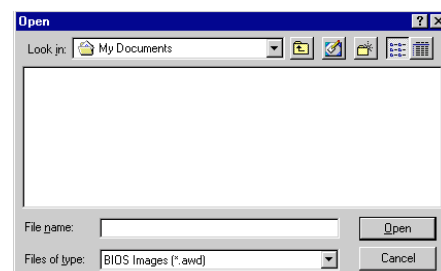 Open
Look in: My Documents
File name: Open
Files of type: BIOS Images (*.awd) Cancel